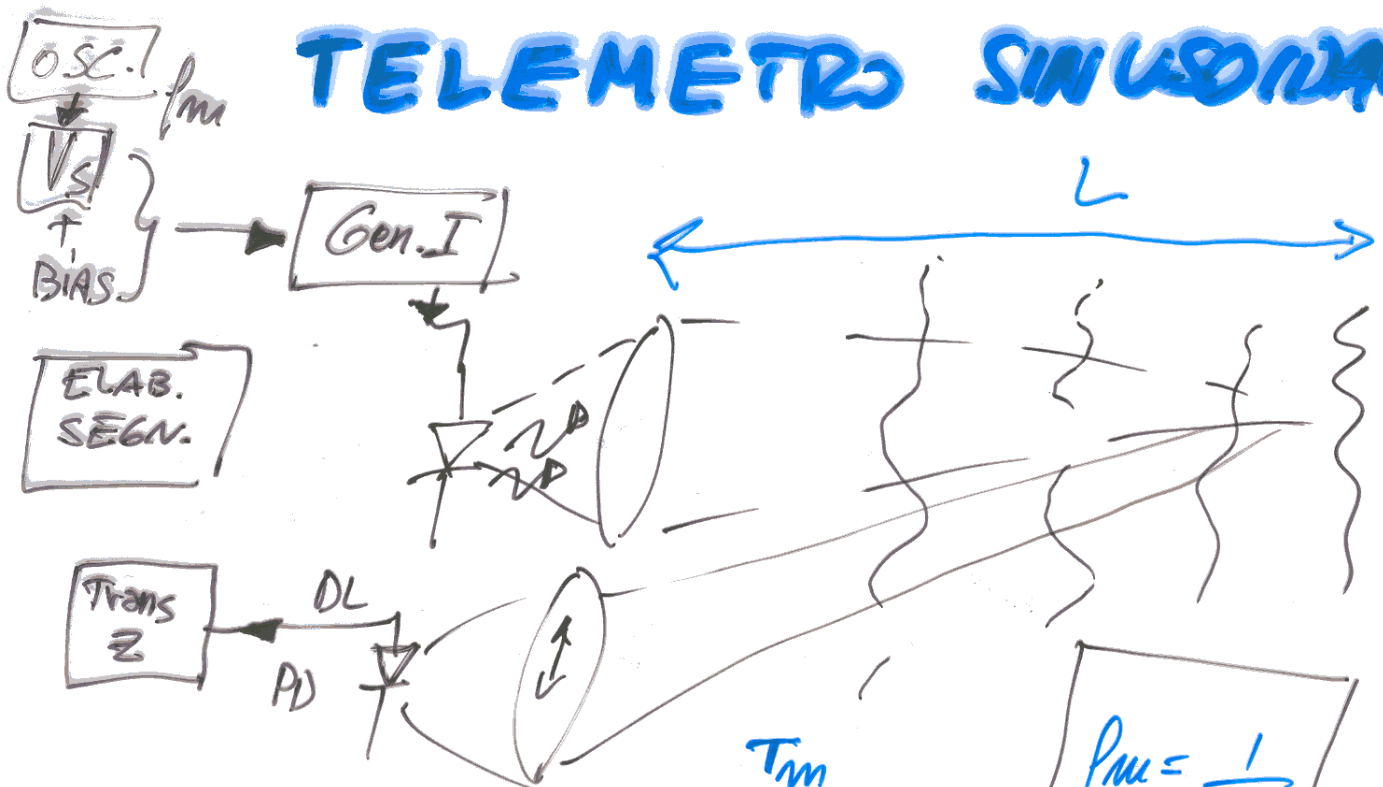 TELEMETRO SINUSOIDA
OSC.
fm
VS
+
BIAS
Gen. I
L
ELAB.
SEGN.
Trans
Z
DL
PD
Tm
fm = 1